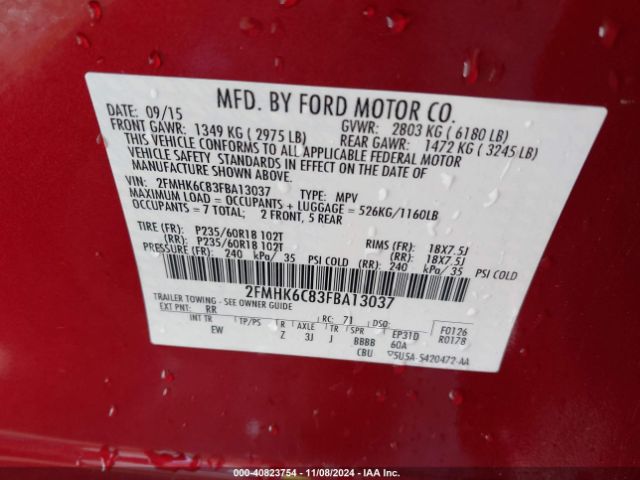 MFD. BY FORD MOTOR CO.
DATE: 09/15 GVWR: 2803 KG ( 6180 LB)
FRONT GAWR: 1349 KG ( 2975 LB) REAR GAWR: 1472 KG ( 3245 LB)
THIS VEHICLE CONFORMS TO ALL APPLICABLE FEDERAL MOTOR
VEHICLE SAFETY STANDARDS IN EFFECT ON THE DATE OF
MANUFACTURE SHOWN ABOVE.
VIN: 2FMHK6C83FBA13037 TYPE: MPV
MAXIMUM LOAD = OCCUPANTS + LUGGAGE = 526KG/1160LB
OCCUPANTS = 7 TOTAL; 2 FRONT, 5 REAR
TIRE (FR): P235/60R18 102T RIMS (FR): 18X7.5J
(RR): P235/60R18 102T (RR): 18X7.5J
PRESSURE (FR): 240 kPa/ 35 PSI COLD (RR): 240 kPa/ 35 PSI COLD
2FMHK6C83FBA13037
TRAILER TOWING - SEE OWNER GUIDE
EXT PNT: RR RC: 71 DSO: F0126
R0178
INT TR TP/PS R AXLE TR SPR EP31D
EW Z 3J J BBBB 60A
CBU 5U5A-5420472-AA
000-40823754 - 11/08/2024 - IAA Inc.